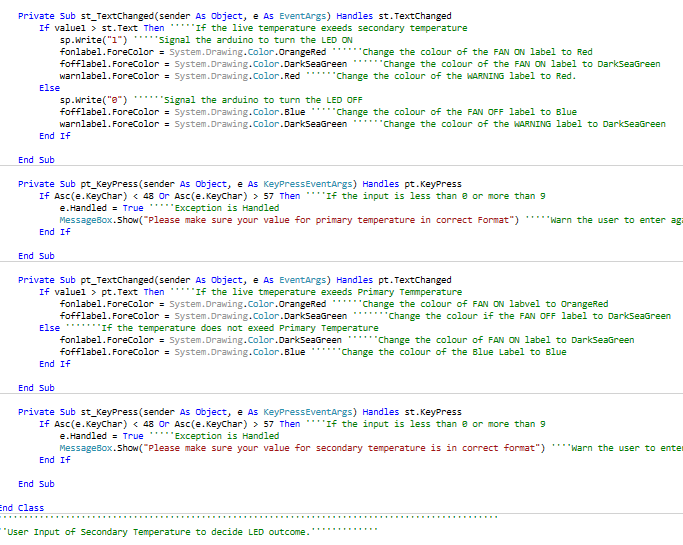 Private Sub st_TextChanged(sender As Object, e As EventArgs) Handles st.TextChanged
If value1 > st.Text Then '''''If the live temperature exeeds secondary temperature
sp.Write("1") '''''Signal the arduino to turn the LED ON
fonlabel.ForeColor = System.Drawing.Color.OrangeRed ''''''Change the colour of the FAN ON label to Red
fofflabel.ForeColor = System.Drawing.Color.DarkSeaGreen ''''''Change the colour of the FAN ON label to DarkSeaGreen
warnlabel.ForeColor = System.Drawing.Color.Red ''''''Change the colour of the WARNING label to Red.
Else
sp.Write("0") ''''''Signal the arduino to turn the LED OFF
fofflabel.ForeColor = System.Drawing.Color.Blue '''''Change the colour of the FAN OFF label to Blue
warnlabel.ForeColor = System.Drawing.Color.DarkSeaGreen ''''''Change the colour of the WARNING label to DarkSeaGreen
End If
End Sub
Private Sub pt_KeyPress(sender As Object, e As KeyPressEventArgs) Handles pt.KeyPress
If Asc(e.KeyChar) < 48 Or Asc(e.KeyChar) > 57 Then ''''If the input is less than 0 or more than 9
e.Handled = True '''''Exception is Handled
MessageBox.Show("Please make sure your value for primary temperature in correct Format") '''''Warn the user to enter aga
End If
End Sub
Private Sub pt_TextChanged(sender As Object, e As EventArgs) Handles pt.TextChanged
If value1 > pt.Text Then '''''If the live tmeperature exeeds Primary Temmperature
fonlabel.ForeColor = System.Drawing.Color.OrangeRed ''''''Change the colour of FAN ON labvel to OrangeRed
fofflabel.ForeColor = System.Drawing.Color.DarkSeaGreen '''''''Change the colour if the FAN OFF label to DarkSeaGreen
Else '''''''If the temperature does not exeed Primary Temperature
fonlabel.ForeColor = System.Drawing.Color.DarkSeaGreen ''''''Change the colour of FAN ON label to DarkSeaGreen
fofflabel.ForeColor = System.Drawing.Color.Blue ''''''Change the colour of the Blue Label to Blue
End If
End Sub
Private Sub st_KeyPress(sender As Object, e As KeyPressEventArgs) Handles st.KeyPress
If Asc(e.KeyChar) < 48 Or Asc(e.KeyChar) > 57 Then ''''If the input is less than 0 or more than 9
e.Handled = True '''''Exception is Handled
MessageBox.Show("Please make sure your value for secondary temperature is in correct format") ''''Warn the user to enter
End If
End Sub
End Class
''''''''''''''''''''''''''''''''''''''''''''''''''''''''''''''''''''''''''''''''''''''''''''''''
''User Input of Secondary Temperature to decide LED outcome.'''''''''''''